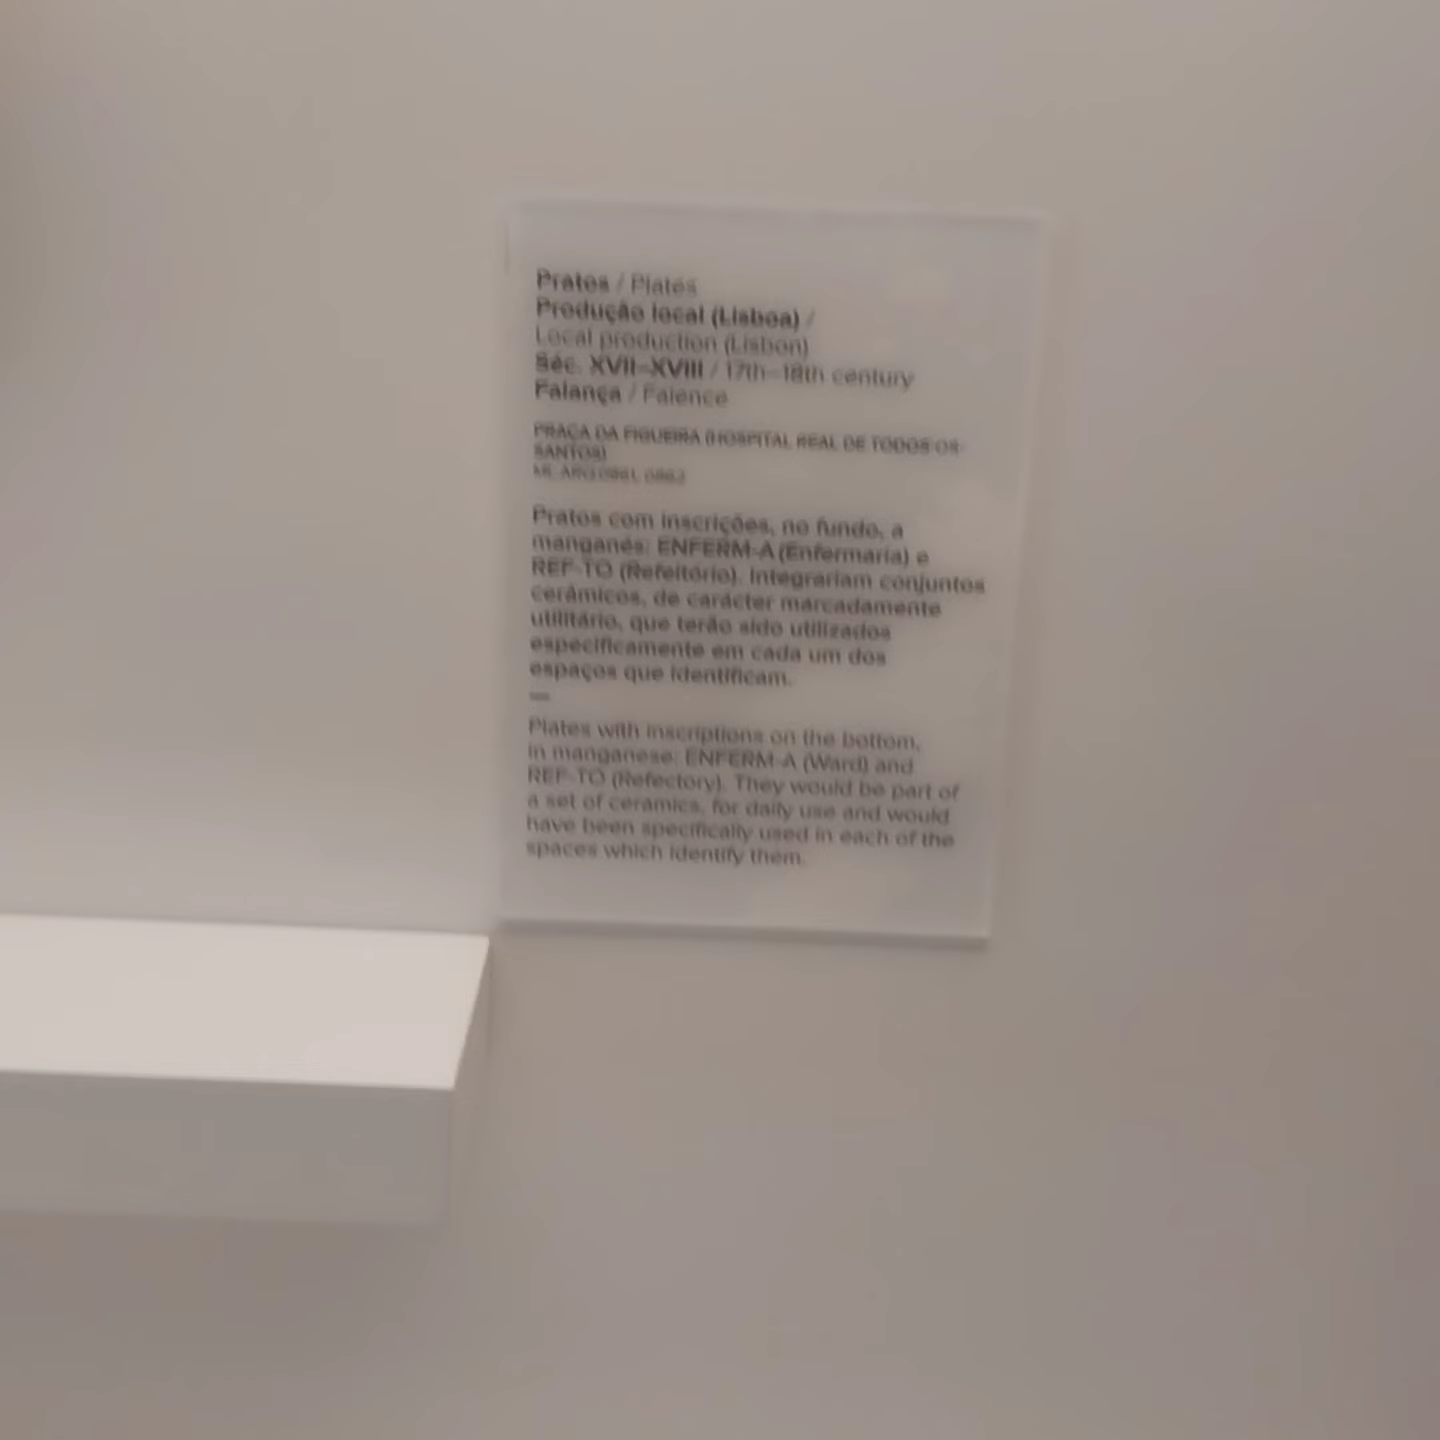 Pratos / Plates
Produção local (Lisboa) /
Local production (Lisbon)
Séc. XVII–XVIII / 17th–18th century
Faiança / Faience
PRAÇA DA FIGUEIRA (HOSPITAL REAL DE TODOS-OS-
SANTOS)
Pratos com inscrições, no fundo, a
manganés: ENFERM-A (Enfermaria) e
REF-TO (Refeitório). Integrariam conjuntos
cerâmicos, de carácter marcadamente
utilitário, que terão sido utilizados
especificamente em cada um dos
espaços que identificam.
—
Plates with inscriptions on the bottom,
in manganese: ENFERM-A (Ward) and
REF-TO (Refectory). They would be part of
a set of ceramics, for daily use and would
have been specifically used in each of the
spaces which identify them.